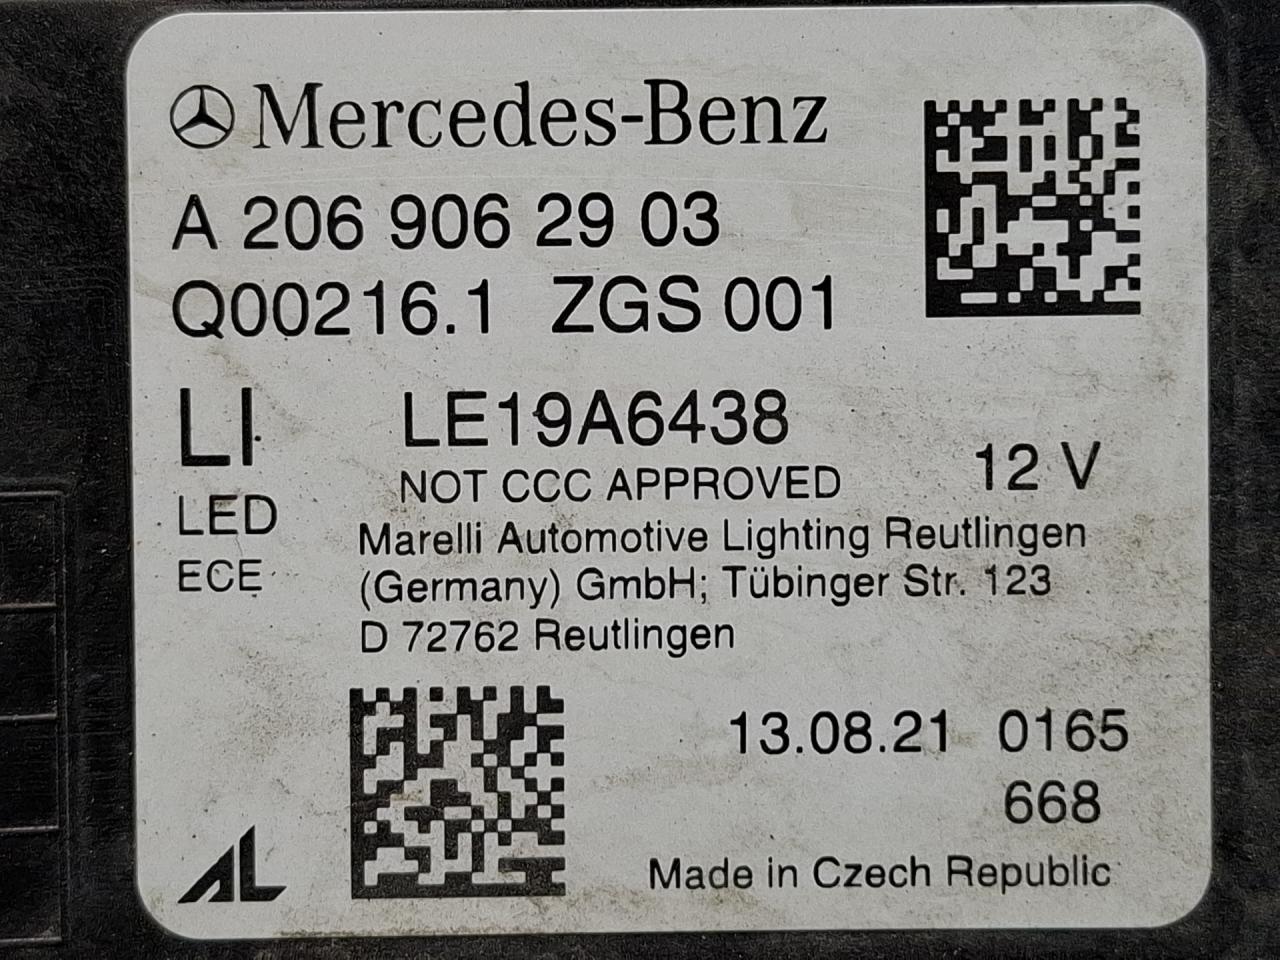 Mercedes-Benz
A 206 906 29 03
Q00216.1 ZGS 001
LI
LE19A6438
NOT CCC APPROVED
12 V
LED
ECE
Marelli Automotive Lighting Reutlingen
(Germany) GmbH; Tübinger Str. 123
D 72762 Reutlingen
13.08.21 0165
668
AL
Made in Czech Republic